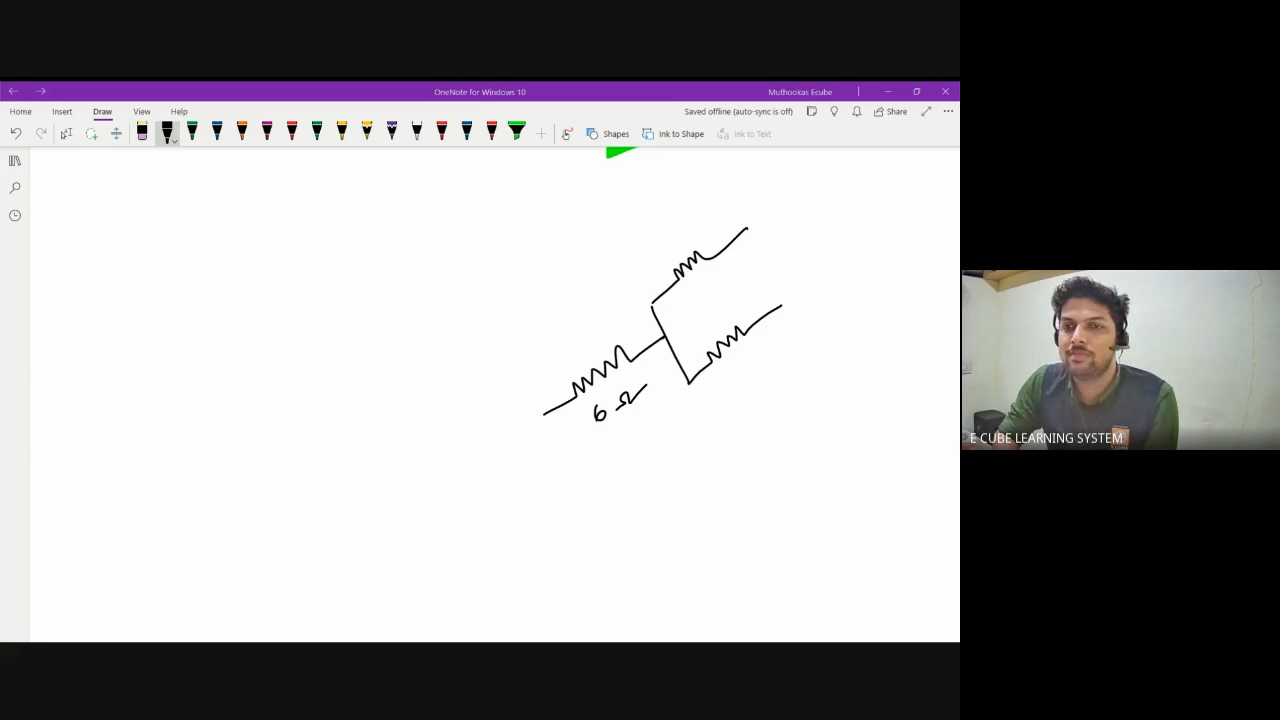 OneNote for Windows 10
Muthookas Ecube
Home Insert Draw View Help
Saved offline (auto-sync is off)
Share
Shapes
Ink to Shape
Ink to Text
6 Ω
E CUBE LEARNING SYSTEM